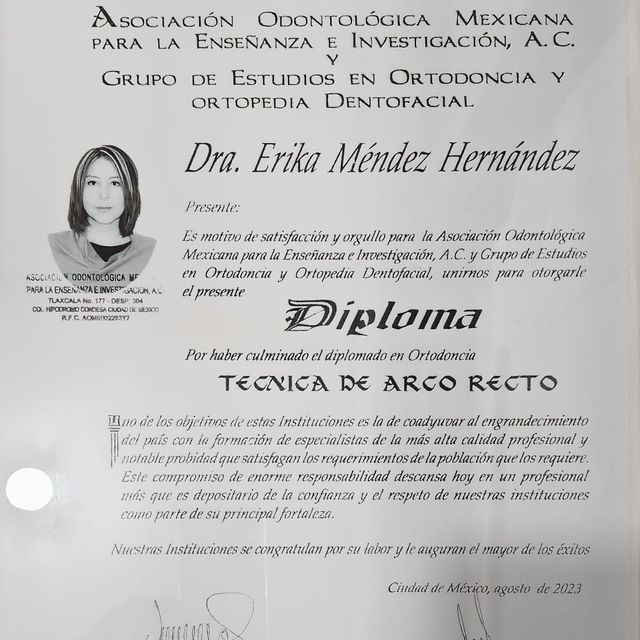 ASOCIACIÓN ODONTOLÓGICA MEXICANA
PARA LA ENSEÑANZA E INVESTIGACIÓN, A.C.
Y
GRUPO DE ESTUDIOS EN ORTODONCIA Y
ORTOPEDIA DENTOFACIAL
Dra. Erika Méndez Hernández
Presente:
Es motivo de satisfacción y orgullo para la Asociación Odontológica
Mexicana para la Enseñanza e Investigación, A.C. y Grupo de Estudios
en Ortodoncia y Ortopedia Dentofacial, unirnos para otorgarle
el presente
ASOCIACIÓN ODONTOLÓGICA
PARA LA ENSEÑANZA E INVESTIGACIÓN, A.C.
TLAXCALA No. 177 - DESP. 304
COL. HIPODROMO CONDESA CIUDAD DE MEXICO
Diploma
Por haber culminado el diplomado en Ortodoncia
TECNICA DE ARCO RECTO
Uno de los objetivos de estas Instituciones es la de coadyuvar al engrandecimiento
del país con la formación de especialistas de la más alta calidad profesional y
notable probidad que satisfagan los requerimientos de la población que los requiere.
Este compromiso de enorme responsabilidad descansa hoy en un profesional
más que es depositario de la confianza y el respeto de nuestras instituciones
como parte de su principal fortaleza.
Nuestras Instituciones se congratulan por su labor y le auguran el mayor de los éxitos
Ciudad de México, agosto de 2023